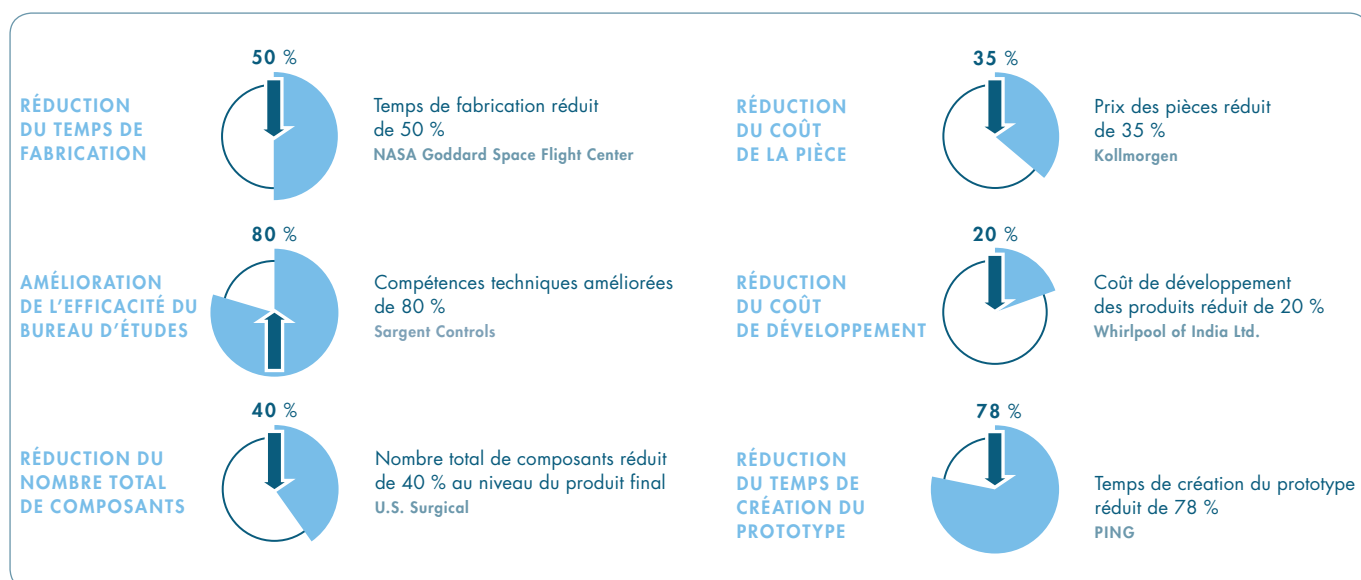 50 %
RÉDUCTION
DU TEMPS DE
FABRICATION
Temps de fabrication réduit
de 50 %
NASA Goddard Space Flight Center
80 %
AMÉLIORATION
DE L’EFFICACITÉ DU
BUREAU D’ÉTUDES
Compétences techniques améliorées
de 80 %
Sargent Controls
40 %
RÉDUCTION DU
NOMBRE TOTAL
DE COMPOSANTS
Nombre total de composants réduit
de 40 % au niveau du produit final
U.S. Surgical
35 %
RÉDUCTION
DU COÛT
DE LA PIÈCE
Prix des pièces réduit
de 35 %
Kollmorgen
20 %
RÉDUCTION
DU COÛT
DE DÉVELOPPEMENT
Coût de développement
des produits réduit de 20 %
Whirlpool of India Ltd.
78 %
RÉDUCTION
DU TEMPS DE
CRÉATION DU
PROTOTYPE
Temps de création du prototype
réduit de 78 %
PING